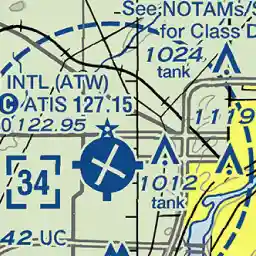 See NOTAMs/S
for Class D
1024
tank
INTL (ATW)
C ATIS 127.15
0 122.95
1119
34
1012
tank
42-UC